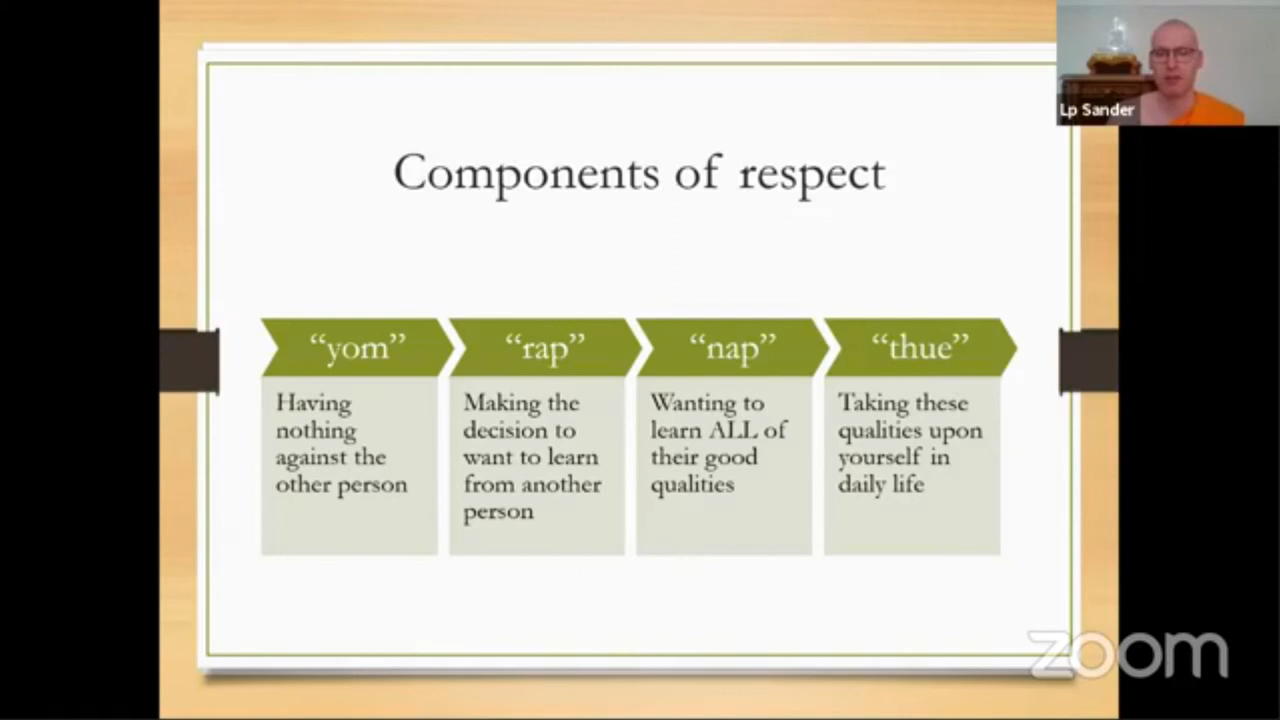 Lp Sander
Components of respect
“yom”
Having
nothing
against the
other person
“rap”
Making the
decision to
want to learn
from another
person
“nap”
Wanting to
learn ALL of
their good
qualities
“thue”
Taking these
qualities upon
yourself in
daily life
zoom